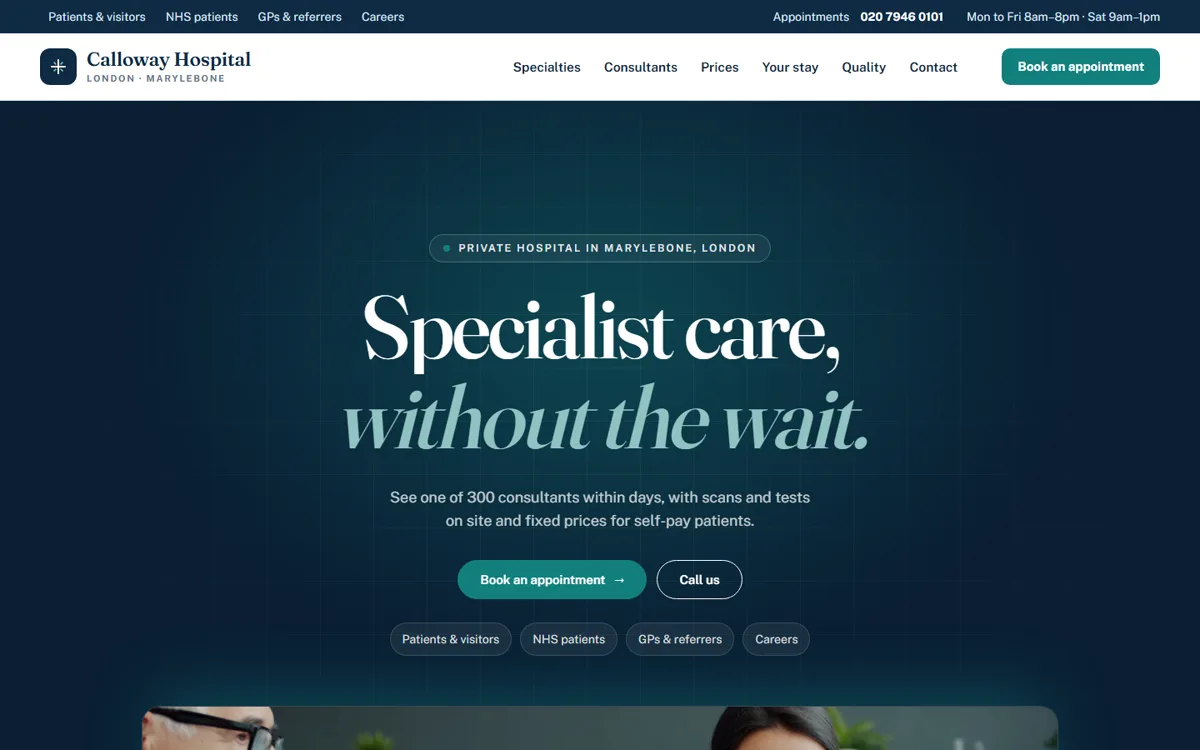 Patients & visitors NHS patients GPs & referrers Careers Appointments 020 7946 0101 Mon to Fri 8am–8pm · Sat 9am–1pm
Calloway Hospital
LONDON · MARYLEBONE
Specialties Consultants Prices Your stay Quality Contact Book an appointment
PRIVATE HOSPITAL IN MARYLEBONE, LONDON
Specialist care,
without the wait.
See one of 300 consultants within days, with scans and tests
on site and fixed prices for self-pay patients.
Book an appointment → Call us
Patients & visitors NHS patients GPs & referrers Careers